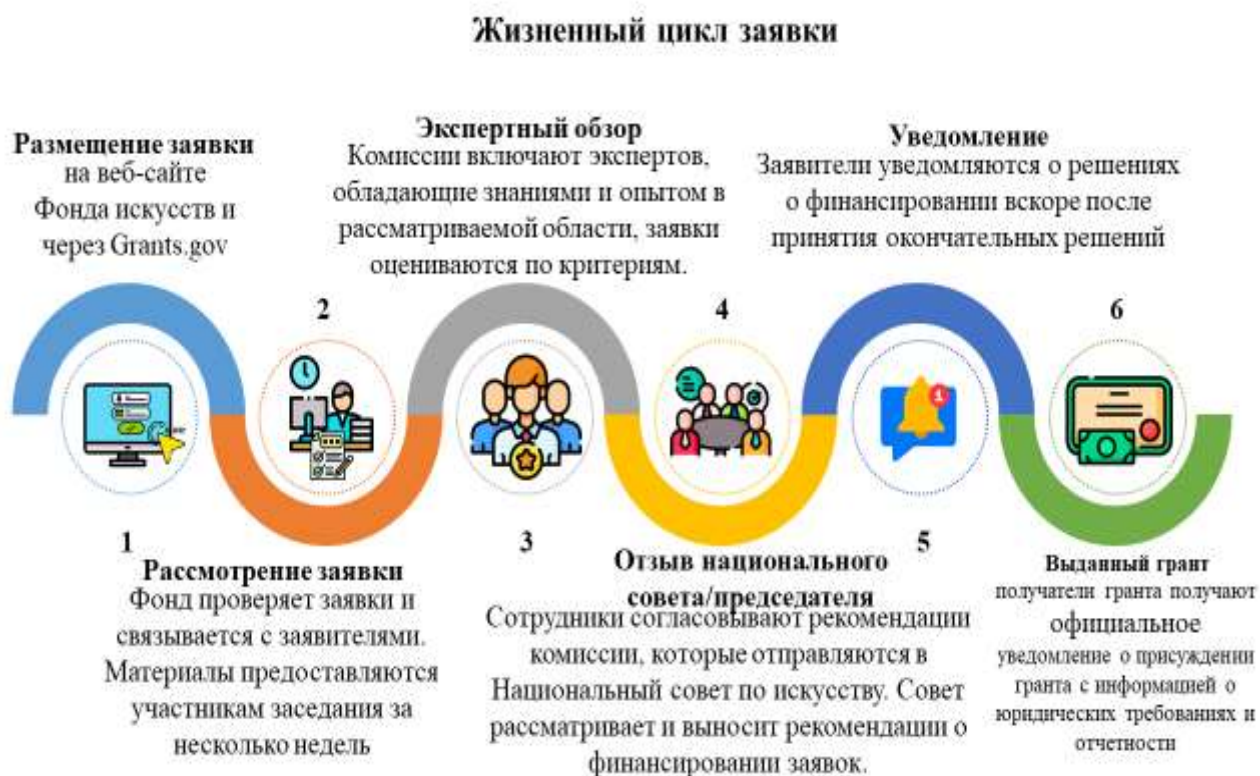 Жизненный цикл заявки
Размещение заявки
на веб-сайте
Фонда искусств и
через Grants.gov
1
2
Рассмотрение заявки
Фонд проверяет заявки и
связывается с заявителями.
Материалы предоставляются
участникам заседания за
несколько недель
Экспертный обзор
Комиссии включают экспертов,
обладающие знаниями и опытом в
рассматриваемой области, заявки
оцениваются по критериям.
3
4
Отзыв национального
совета/председателя
Сотрудники согласовывают рекомендации
комиссии, которые отправляются в
Национальный совет по искусству. Совет
рассматривает и выносит рекомендации о
финансировании заявок.
Уведомление
Заявители уведомляются о решениях
о финансировании вскоре после
принятия окончательных решений
1
5
6
Выданный грант
получатели гранта получают
официальное
уведомление о присуждении
гранта с информацией о
юридических требованиях и
отчетности